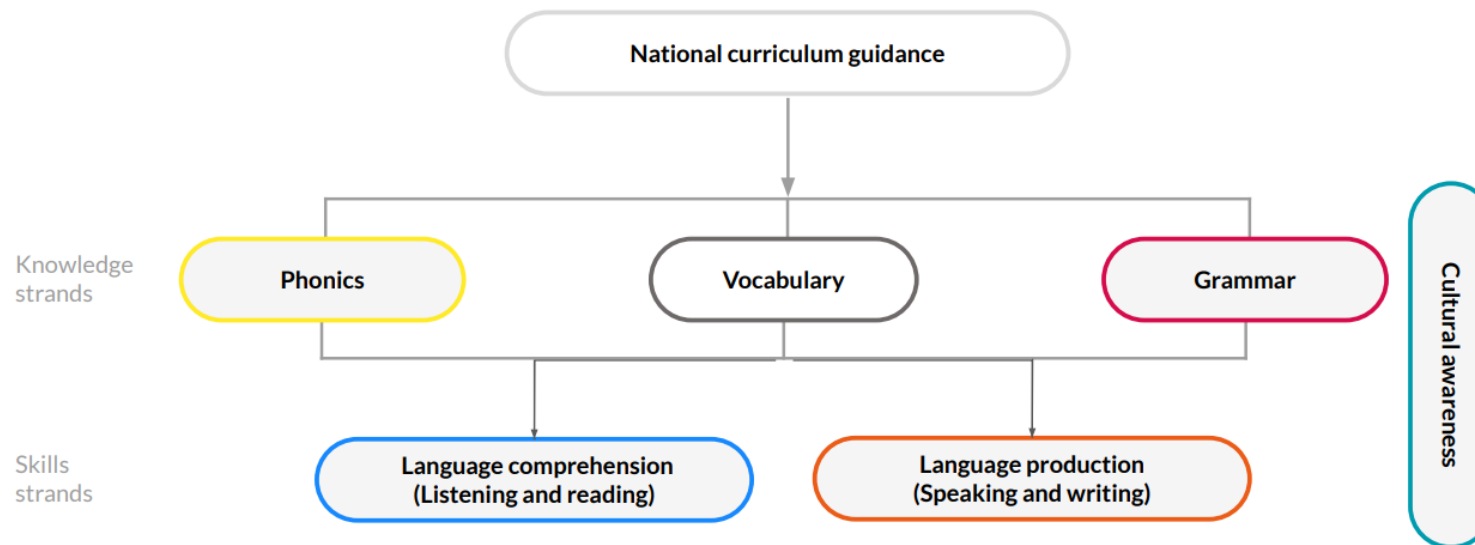 National curriculum guidance
Knowledge
strands
Phonics
Vocabulary
Grammar
Cultural awareness
Skills
strands
Language comprehension
(Listening and reading)
Language production
(Speaking and writing)